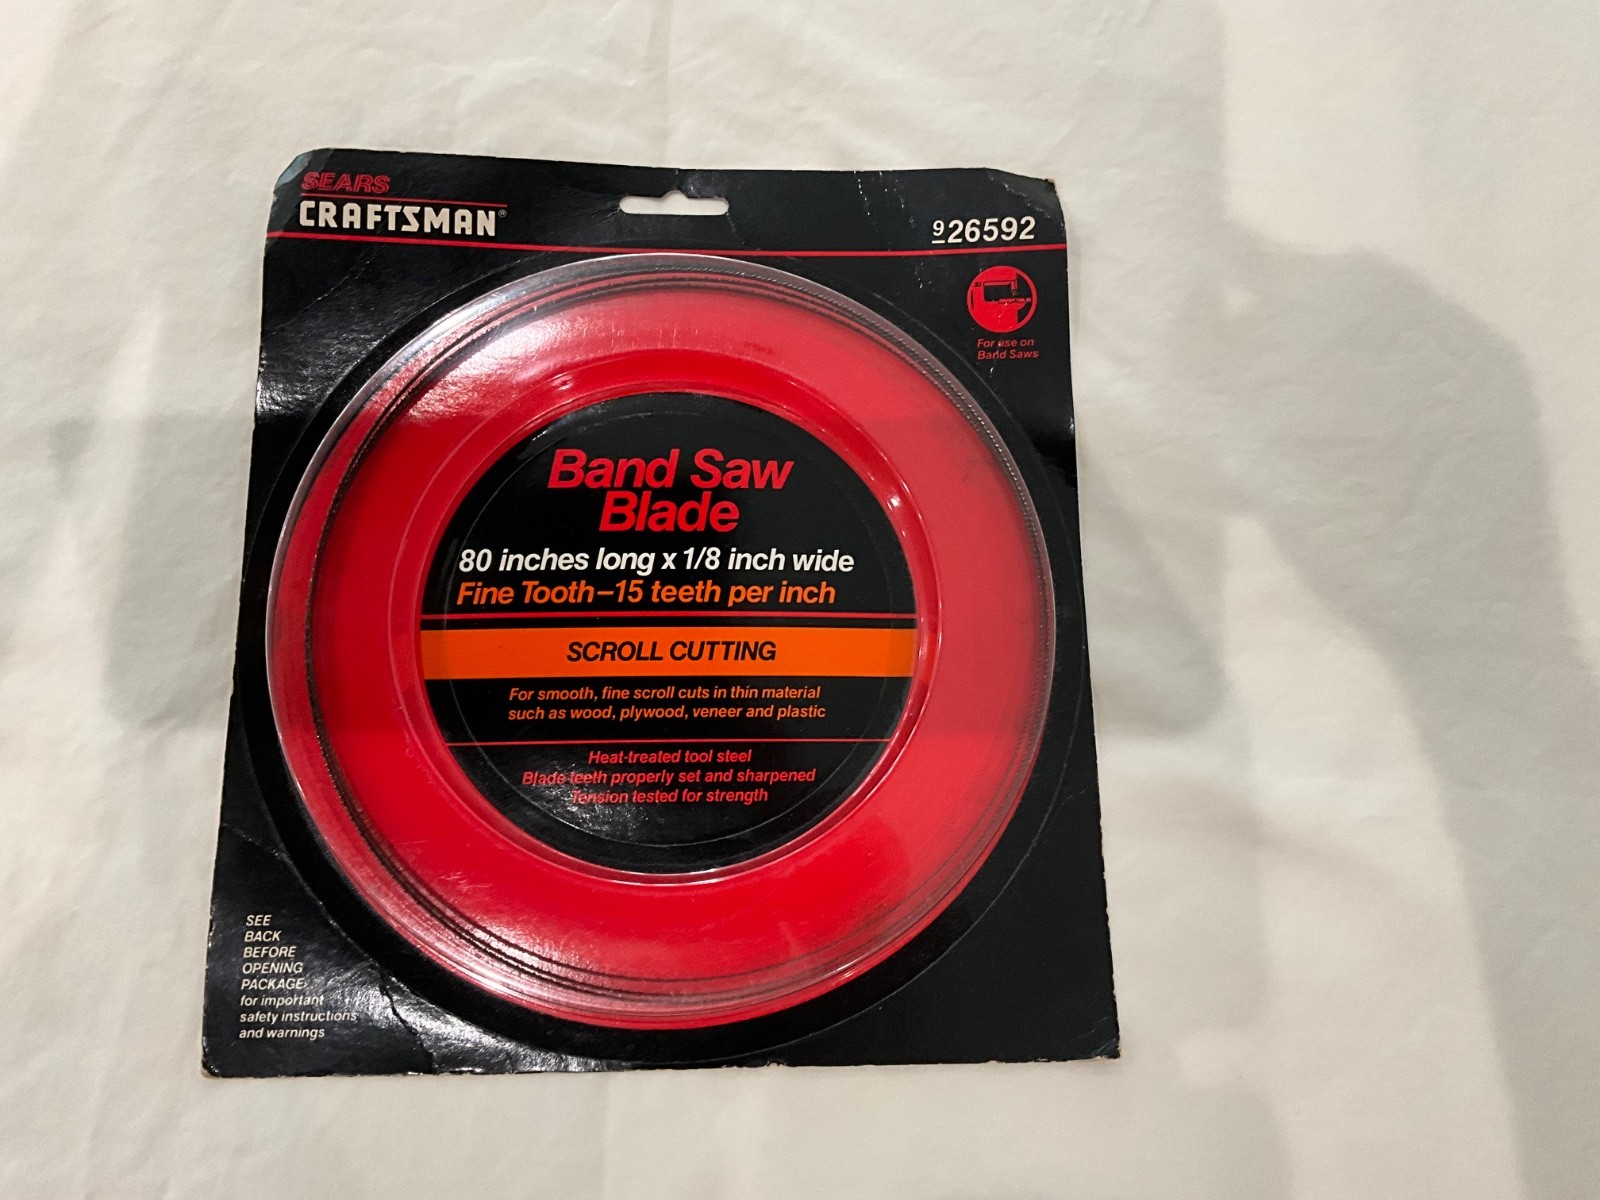 SEARS
CRAFTSMAN®
926592
For use on
Band Saws
Band Saw
Blade
80 inches long x 1/8 inch wide
Fine Tooth–15 teeth per inch
SCROLL CUTTING
For smooth, fine scroll cuts in thin material
such as wood, plywood, veneer and plastic
Heat-treated tool steel
Blade teeth properly set and sharpened
Tension tested for strength
SEE
BACK
BEFORE
OPENING
PACKAGE
for important
safety instructions
and warnings